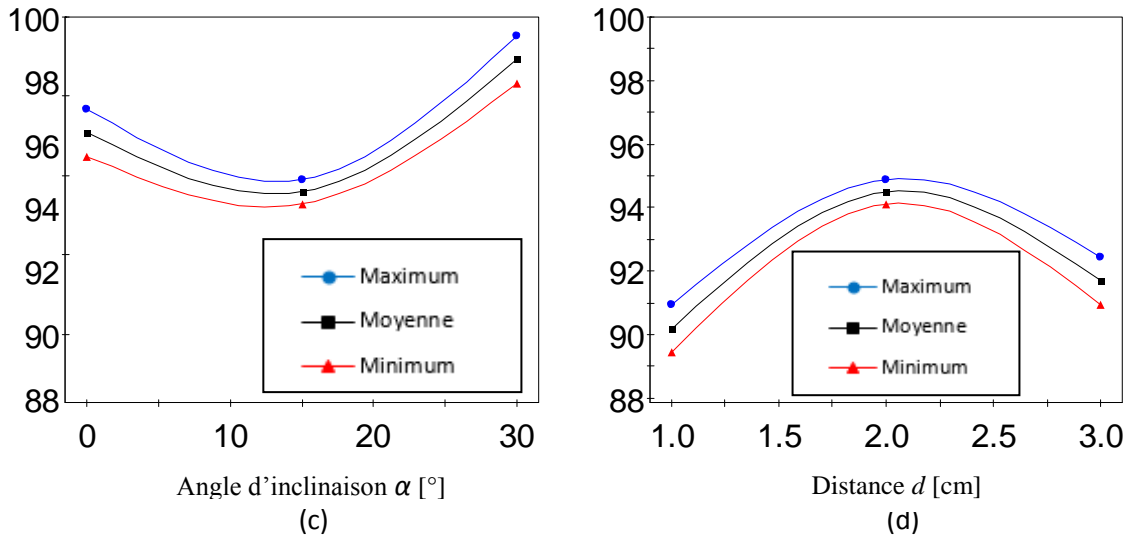 100
98
96
94
92
90
88
Maximum
Moyenne
Minimum
0 10 20 30
Angle d'inclinaison α [°]
(c)
100
98
96
94
92
90
88
Maximum
Moyenne
Minimum
1.0 1.5 2.0 2.5 3.0
Distance d [cm]
(d)